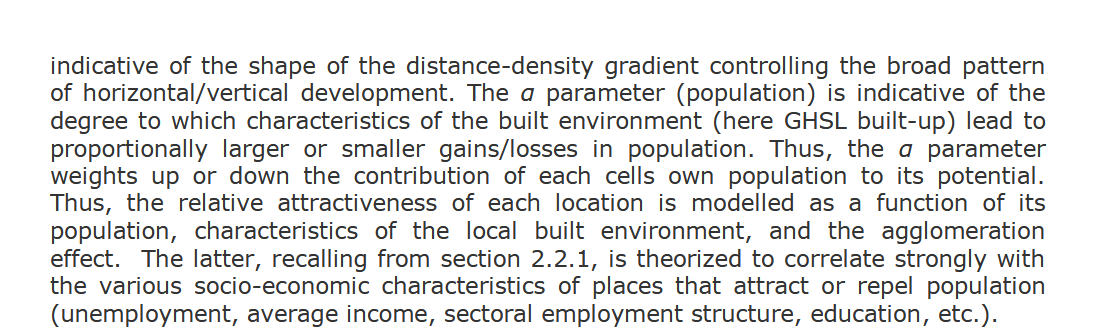 indicative of the shape of the distance-density gradient controlling the broad pattern
of horizontal/vertical development. The a parameter (population) is indicative of the
degree to which characteristics of the built environment (here GHSL built-up) lead to
proportionally larger or smaller gains/losses in population. Thus, the a parameter
weights up or down the contribution of each cells own population to its potential.
Thus, the relative attractiveness of each location is modelled as a function of its
population, characteristics of the local built environment, and the agglomeration
effect. The latter, recalling from section 2.2.1, is theorized to correlate strongly with
the various socio-economic characteristics of places that attract or repel population
(unemployment, average income, sectoral employment structure, education, etc.).